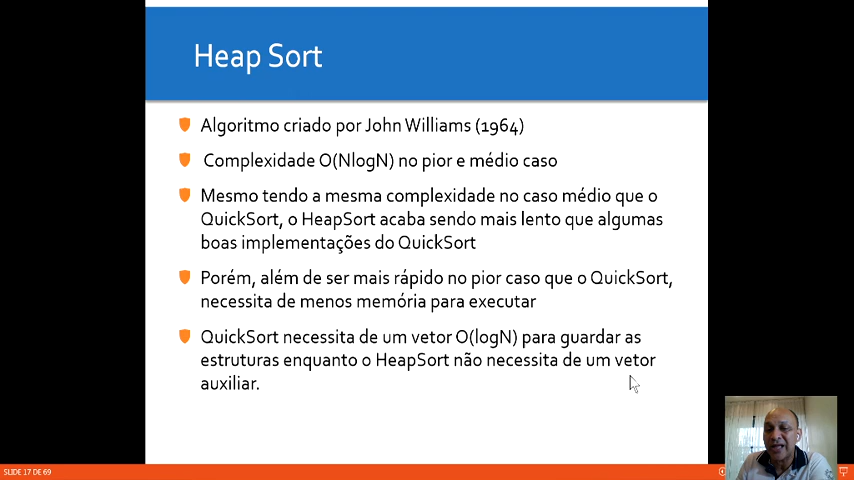 Heap Sort
Algoritmo criado por John Williams (1964)
Complexidade O(NlogN) no pior e médio caso
Mesmo tendo a mesma complexidade no caso médio que o
QuickSort, o HeapSort acaba sendo mais lento que algumas
boas implementações do QuickSort
Porém, além de ser mais rápido no pior caso que o QuickSort,
necessita de menos memória para executar
QuickSort necessita de um vetor O(logN) para guardar as
estruturas enquanto o HeapSort não necessita de um vetor
auxiliar.
SLIDE 17 DE 69